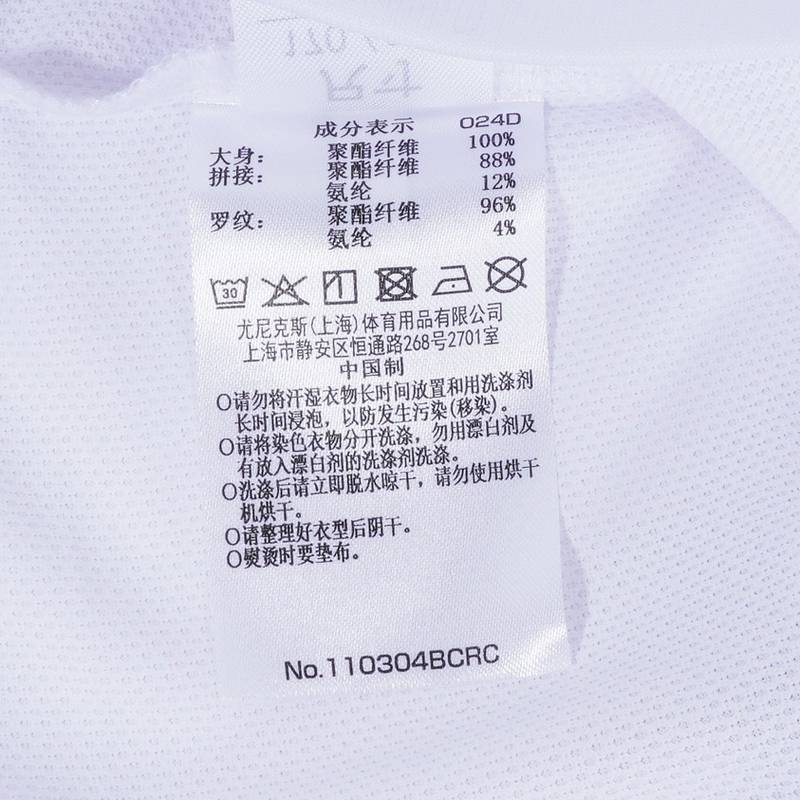 170/
尺寸
成分表示 024D
大身： 聚酯纤维 100%
拼接： 聚酯纤维 88%
氨纶 12%
罗纹： 聚酯纤维 96%
氨纶 4%
30
尤尼克斯(上海)体育用品有限公司
上海市静安区恒通路268号2701室
中国制
○请勿将汗湿衣物长时间放置和用洗涤剂
长时间浸泡，以防发生污染(移染)。
○请将染色衣物分开洗涤，勿用漂白剂及
有放入漂白剂的洗涤剂洗涤。
○洗涤后请立即脱水晾干，请勿使用烘干
机烘干。
○请整理好衣型后阴干。
○熨烫时要垫布。
No.110304BCRC